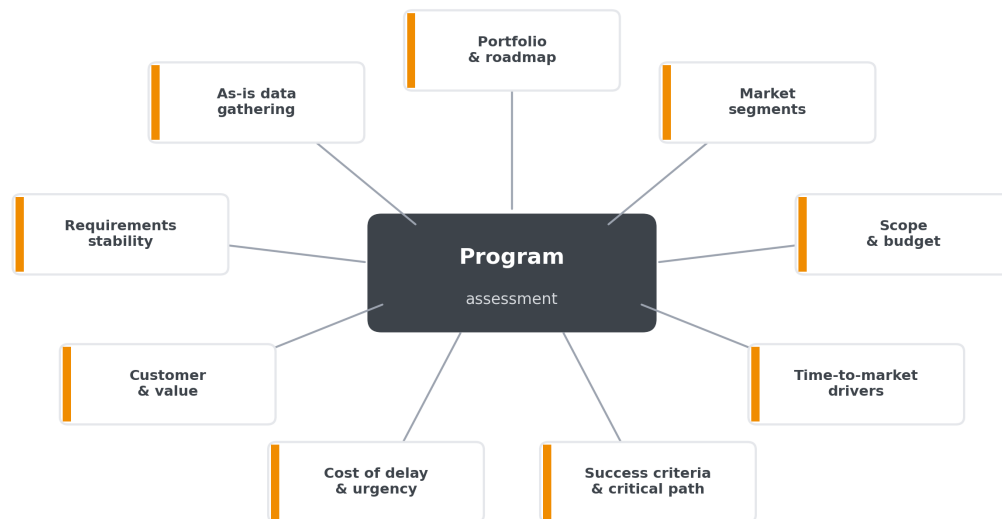 Portfolio
& roadmap
As-is data
gathering
Market
segments
Requirements
stability
Scope
& budget
Program
assessment
Customer
& value
Time-to-market
drivers
Cost of delay
& urgency
Success criteria
& critical path